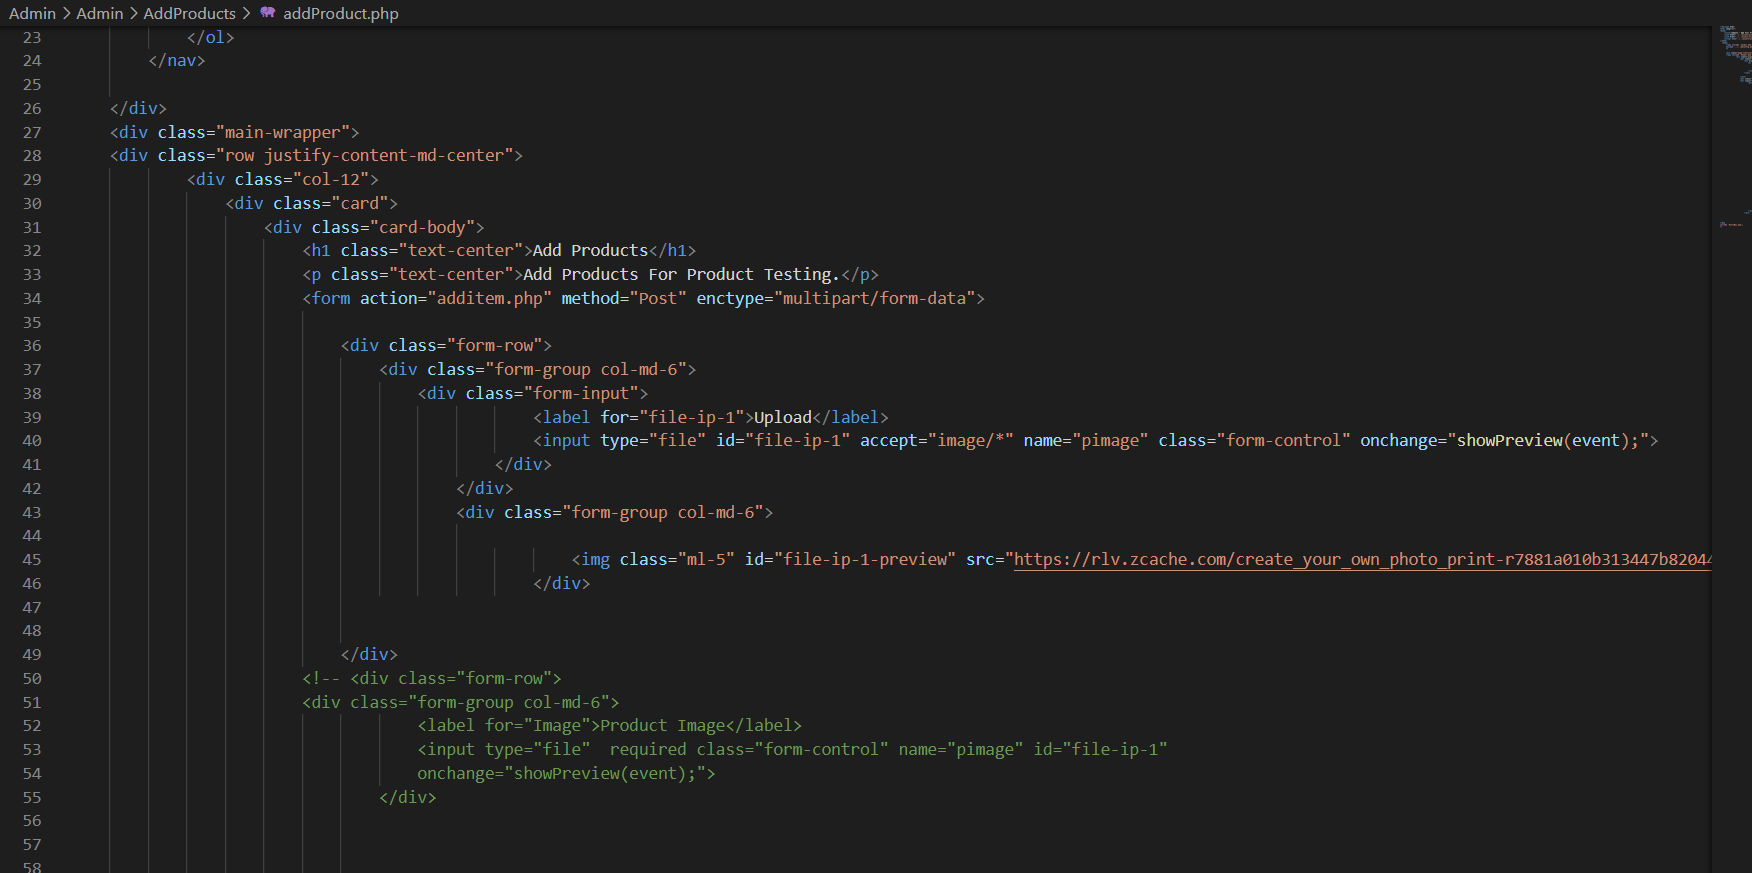 Admin > Admin > AddProducts > addProduct.php
23 </ol>
24 </nav>
25
26 </div>
27 <div class="main-wrapper">
28 <div class="row justify-content-md-center">
29 <div class="col-12">
30 <div class="card">
31 <div class="card-body">
32 <h1 class="text-center">Add Products</h1>
33 <p class="text-center">Add Products For Product Testing.</p>
34 <form action="additem.php" method="Post" enctype="multipart/form-data">
35
36 <div class="form-row">
37 <div class="form-group col-md-6">
38 <div class="form-input">
39 <label for="file-ip-1">Upload</label>
40 <input type="file" id="file-ip-1" accept="image/*" name="pimage" class="form-control" onchange="showPreview(event);">
41 </div>
42 </div>
43 <div class="form-group col-md-6">
44
45 <img class="ml-5" id="file-ip-1-preview" src="https://rlv.zcache.com/create_your_own_photo_print-r7881a010b313447b82044
46 </div>
47
48
49 </div>
50 <!-- <div class="form-row">
51 <div class="form-group col-md-6">
52 <label for="Image">Product Image</label>
53 <input type="file"  required class="form-control" name="pimage" id="file-ip-1"
54 onchange="showPreview(event);">
55 </div>
56
57
58